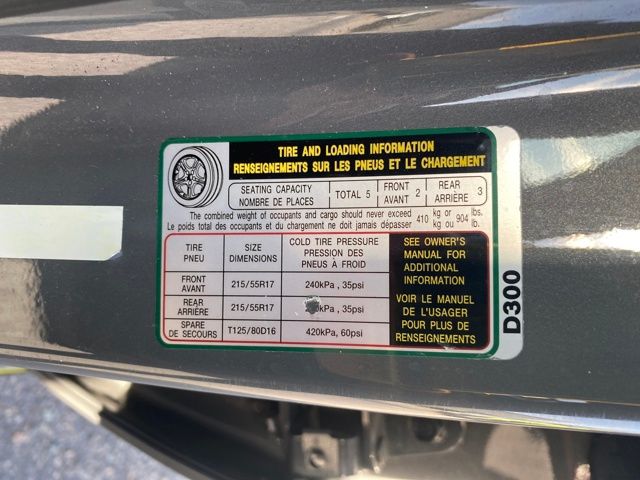 TIRE AND LOADING INFORMATION
RENSEIGNEMENTS SUR LES PNEUS ET LE CHARGEMENT
SEATING CAPACITY
NOMBRE DE PLACES
TOTAL 5
FRONT
AVANT 2
REAR
ARRIÈRE 3
The combined weight of occupants and cargo should never exceed 410 kg or 904 lbs.
Le poids total des occupants et du chargement ne doit jamais dépasser kg ou lb.
TIRE
PNEU
SIZE
DIMENSIONS
COLD TIRE PRESSURE
PRESSION DES
PNEUS À FROID
FRONT
AVANT
215/55R17
240kPa , 35psi
REAR
ARRIÈRE
215/55R17
0kPa , 35psi
SPARE
DE SECOURS
T125/80D16
420kPa, 60psi
SEE OWNER'S
MANUAL FOR
ADDITIONAL
INFORMATION
VOIR LE MANUEL
DE L'USAGER
POUR PLUS DE
RENSEIGNEMENTS
D300